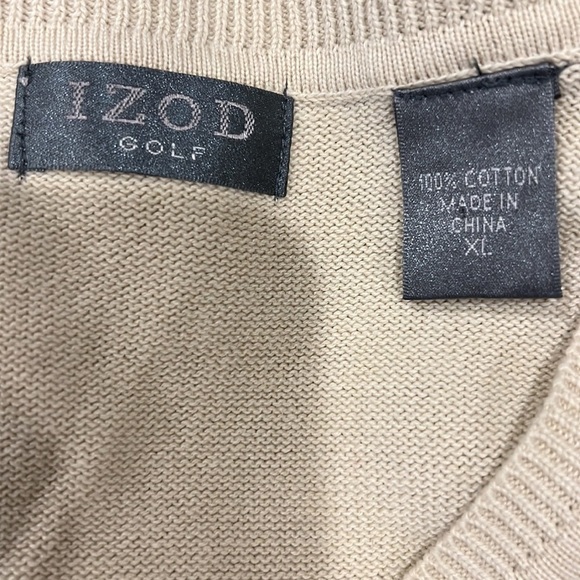 IZOD
GOLF
100% COTTON
MADE IN
CHINA
XL